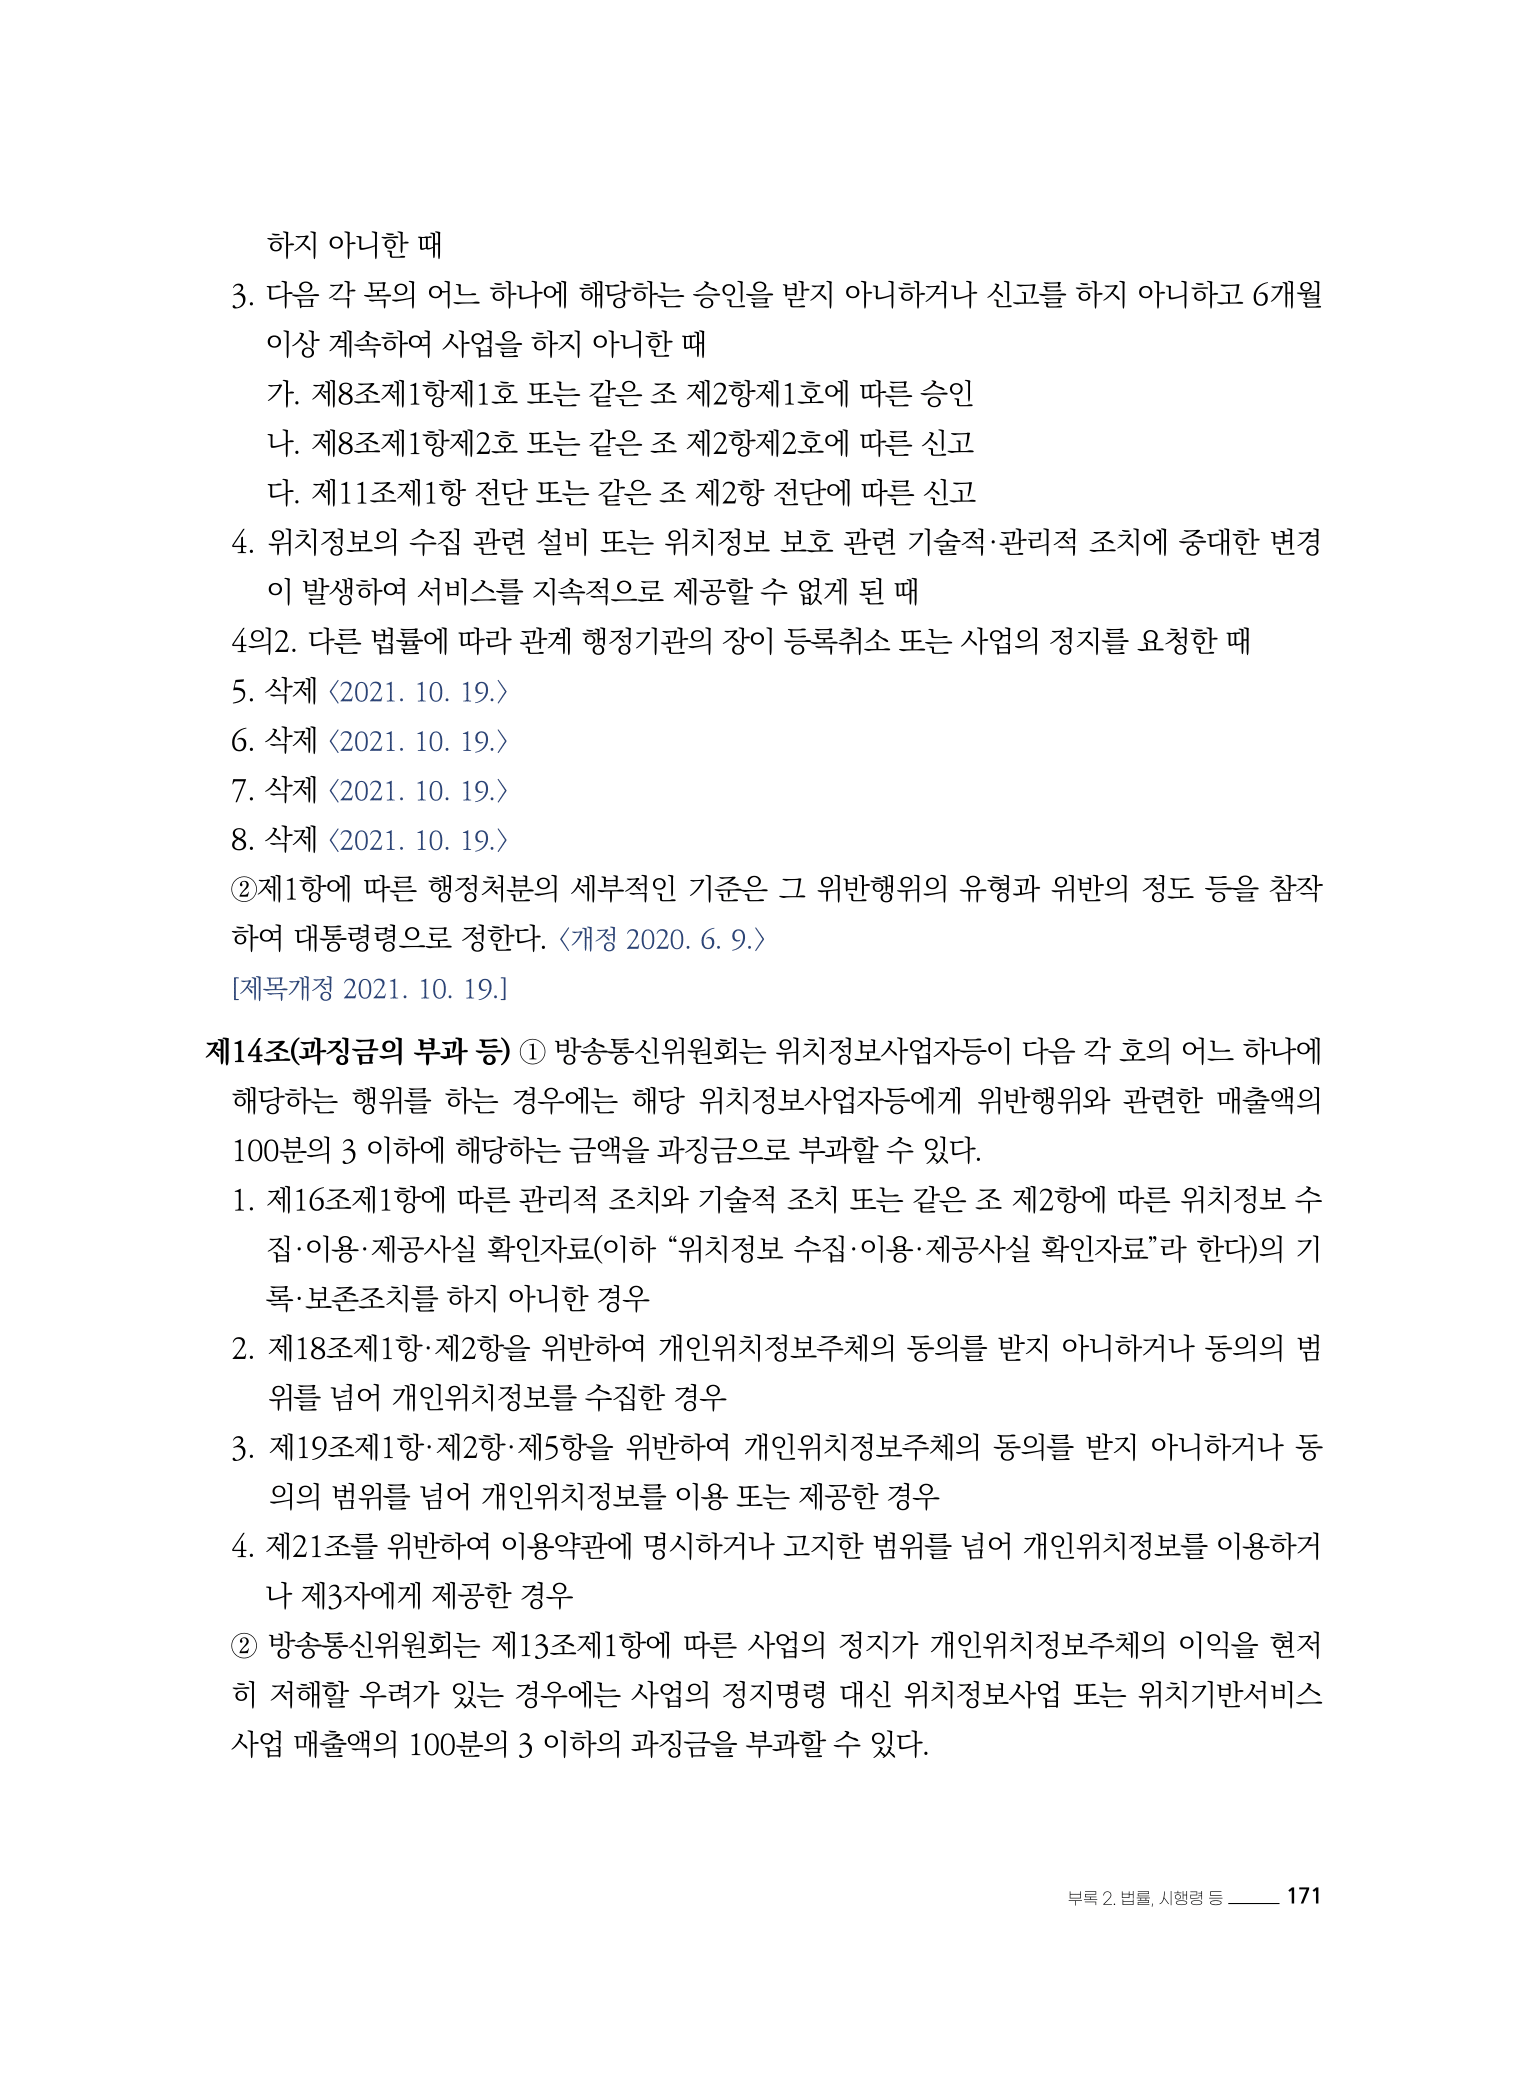 하지 아니한 때
3. 다음 각 목의 어느 하나에 해당하는 승인을 받지 아니하거나 신고를 하지 아니하고 6개월
이상 계속하여 사업을 하지 아니한 때
가. 제8조제1항제1호 또는 같은 조 제2항제1호에 따른 승인
나. 제8조제1항제2호 또는 같은 조 제2항제2호에 따른 신고
다. 제11조제1항 전단 또는 같은 조 제2항 전단에 따른 신고
4. 위치정보의 수집 관련 설비 또는 위치정보 보호 관련 기술적·관리적 조치에 중대한 변경
이 발생하여 서비스를 지속적으로 제공할 수 없게 된 때
4의2. 다른 법률에 따라 관계 행정기관의 장이 등록취소 또는 사업의 정지를 요청한 때
5. 삭제 〈2021. 10. 19.〉
6. 삭제 〈2021. 10. 19.〉
7. 삭제 〈2021. 10. 19.〉
8. 삭제 〈2021. 10. 19.〉
②제1항에 따른 행정처분의 세부적인 기준은 그 위반행위의 유형과 위반의 정도 등을 참작
하여 대통령령으로 정한다. 〈개정 2020. 6. 9.〉
[제목개정 2021. 10. 19.]
제14조(과징금의 부과 등) ① 방송통신위원회는 위치정보사업자등이 다음 각 호의 어느 하나에
해당하는 행위를 하는 경우에는 해당 위치정보사업자등에게 위반행위와 관련한 매출액의
100분의 3 이하에 해당하는 금액을 과징금으로 부과할 수 있다.
1. 제16조제1항에 따른 관리적 조치와 기술적 조치 또는 같은 조 제2항에 따른 위치정보 수
집·이용·제공사실 확인자료(이하 “위치정보 수집·이용·제공사실 확인자료”라 한다)의 기
록·보존조치를 하지 아니한 경우
2. 제18조제1항·제2항을 위반하여 개인위치정보주체의 동의를 받지 아니하거나 동의의 범
위를 넘어 개인위치정보를 수집한 경우
3. 제19조제1항·제2항·제5항을 위반하여 개인위치정보주체의 동의를 받지 아니하거나 동
의의 범위를 넘어 개인위치정보를 이용 또는 제공한 경우
4. 제21조를 위반하여 이용약관에 명시하거나 고지한 범위를 넘어 개인위치정보를 이용하거
나 제3자에게 제공한 경우
② 방송통신위원회는 제13조제1항에 따른 사업의 정지가 개인위치정보주체의 이익을 현저
히 저해할 우려가 있는 경우에는 사업의 정지명령 대신 위치정보사업 또는 위치기반서비스
사업 매출액의 100분의 3 이하의 과징금을 부과할 수 있다.
부록 2. 법률, 시행령 등 171